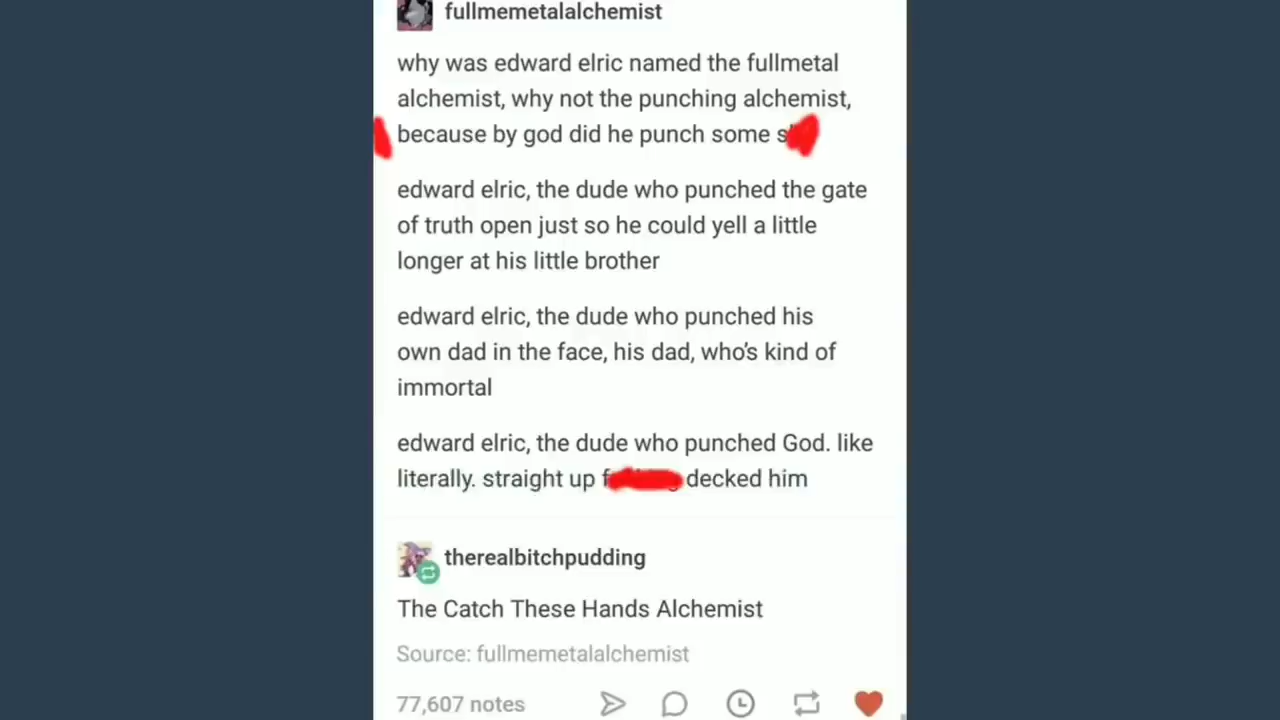 fullmemetalalchemist
why was edward elric named the fullmetal
alchemist, why not the punching alchemist,
because by god did he punch some
edward elric, the dude who punched the gate
of truth open just so he could yell a little
longer at his little brother
edward elric, the dude who punched his
own dad in the face, his dad, who's kind of
immortal
edward elric, the dude who punched God. like
literally. straight up decked him
therealbitchpudding
The Catch These Hands Alchemist
Source: fullmemetalalchemist
77,607 notes